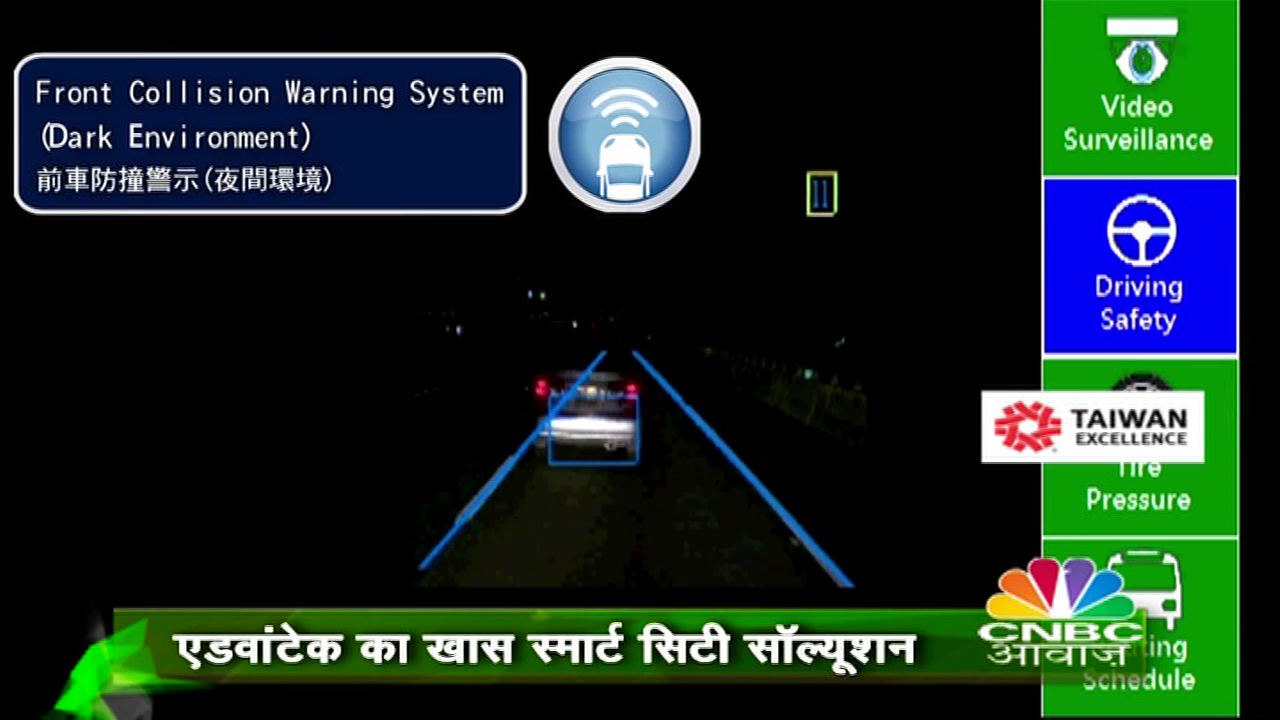 Front Collision Warning System
(Dark Environment)
前車防撞警示(夜間環境)
Video
Surveillance
Driving
Safety
TAIWAN
EXCELLENCE
Tire
Pressure
एडवांटेक का खास स्मार्ट सिटी सॉल्यूशन
CNBC
आवाज़
Schedule